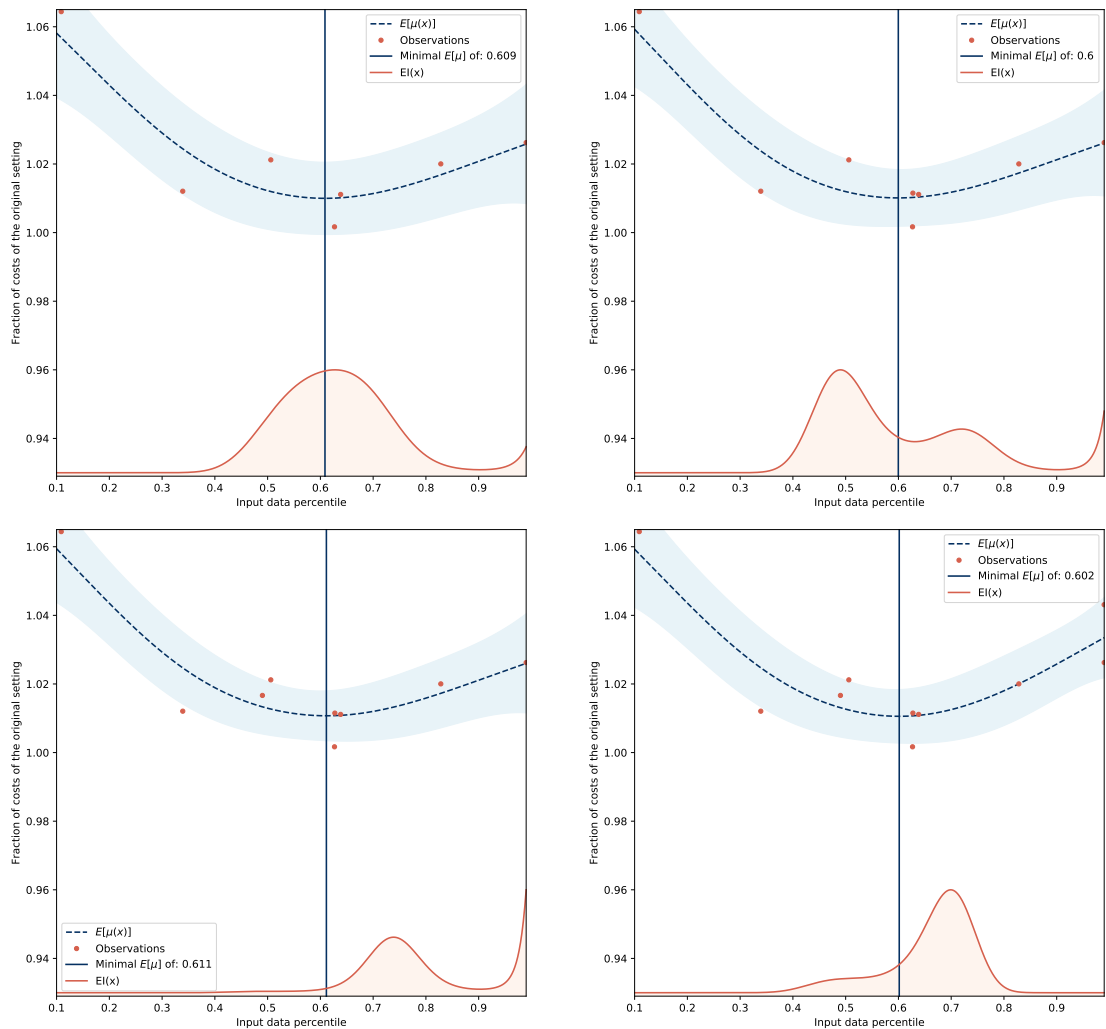 1.06
1.04
1.02
1.00
0.98
0.96
0.94
Fraction of costs of the original setting
E[μ(x)]
Observations
Minimal E[μ] of: 0.609
EI(x)
0.1 0.2 0.3 0.4 0.5 0.6 0.7 0.8 0.9
Input data percentile
1.06
1.04
1.02
1.00
0.98
0.96
0.94
Fraction of costs of the original setting
E[μ(x)]
Observations
Minimal E[μ] of: 0.6
EI(x)
0.1 0.2 0.3 0.4 0.5 0.6 0.7 0.8 0.9
Input data percentile
1.06
1.04
1.02
1.00
0.98
0.96
0.94
Fraction of costs of the original setting
E[μ(x)]
Observations
Minimal E[μ] of: 0.611
EI(x)
0.1 0.2 0.3 0.4 0.5 0.6 0.7 0.8 0.9
Input data percentile
1.06
1.04
1.02
1.00
0.98
0.96
0.94
Fraction of costs of the original setting
E[μ(x)]
Observations
Minimal E[μ] of: 0.602
EI(x)
0.1 0.2 0.3 0.4 0.5 0.6 0.7 0.8 0.9
Input data percentile